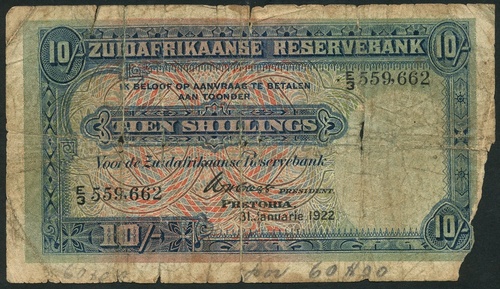 10/- ZUIDAFRIKAANSE RESERVEBANK 10/-
E/3 559,662
IK BELOOF OP AANVRAAG TE BETALEN
AAN TOONDER
TIEN SHILLINGS
Voor de Zuidafrikaanse Reservebank
E/3 559,662
PRESIDENT.
PRETORIA
31. Januarie 1922
10/- 10/-